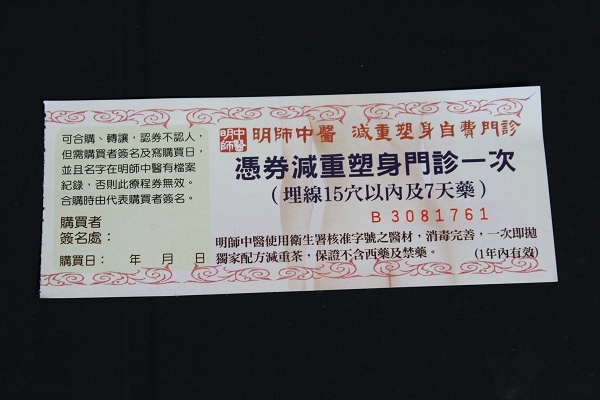 可合購、轉讓，認券不認人，
但需購買者簽名及寫購買日，
並且名字在明師中醫有檔案
紀錄，否則此療程券無效。
合購時由代表購買者簽名。
購買者
簽名處：
購買日： 年 月 日
明師中醫 明師中醫 減重塑身自費門診
憑券減重塑身門診一次
（埋線15穴以內及7天藥）
B 3081761
明師中醫使用衛生署核准字號之醫材，消毒完善，一次即拋
獨家配方減重茶，保證不含西藥及禁藥。 （1年內有效）